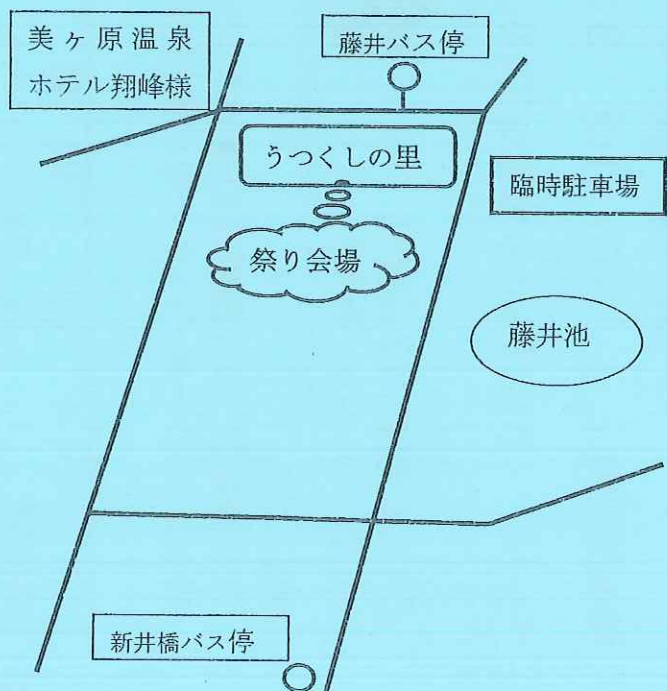 美ヶ原温泉
ホテル翔峰様
藤井バス停
うつくしの里
臨時駐車場
祭り会場
藤井池
新井橋バス停